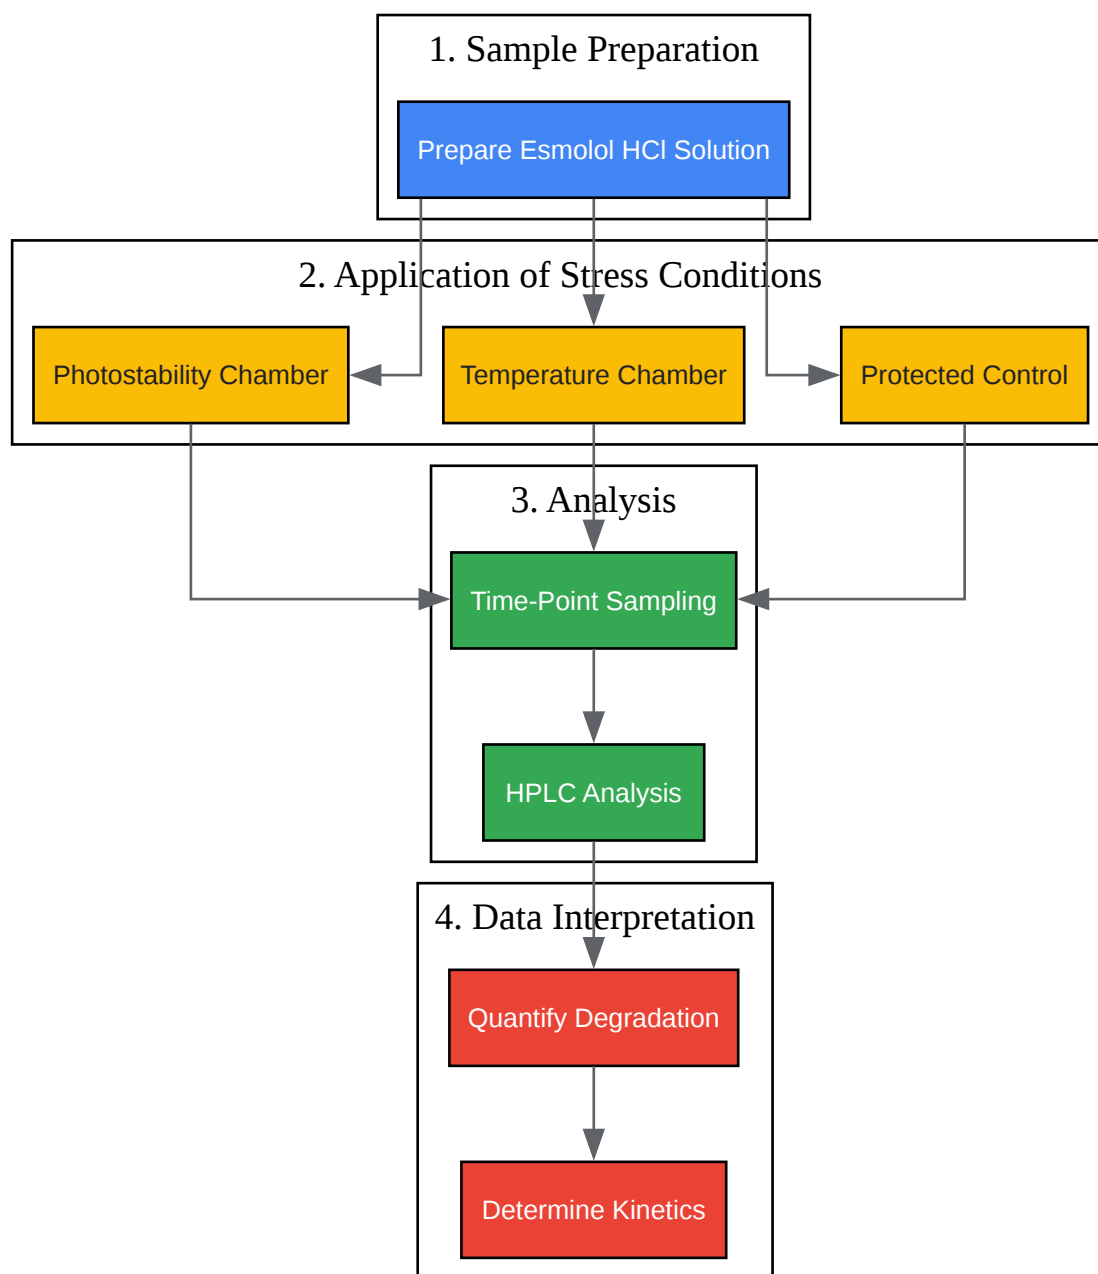 1. Sample Preparation
Prepare Esmolol HCl Solution
2. Application of Stress Conditions
Photostability Chamber
Temperature Chamber
Protected Control
3. Analysis
Time-Point Sampling
HPLC Analysis
4. Data Interpretation
Quantify Degradation
Determine Kinetics